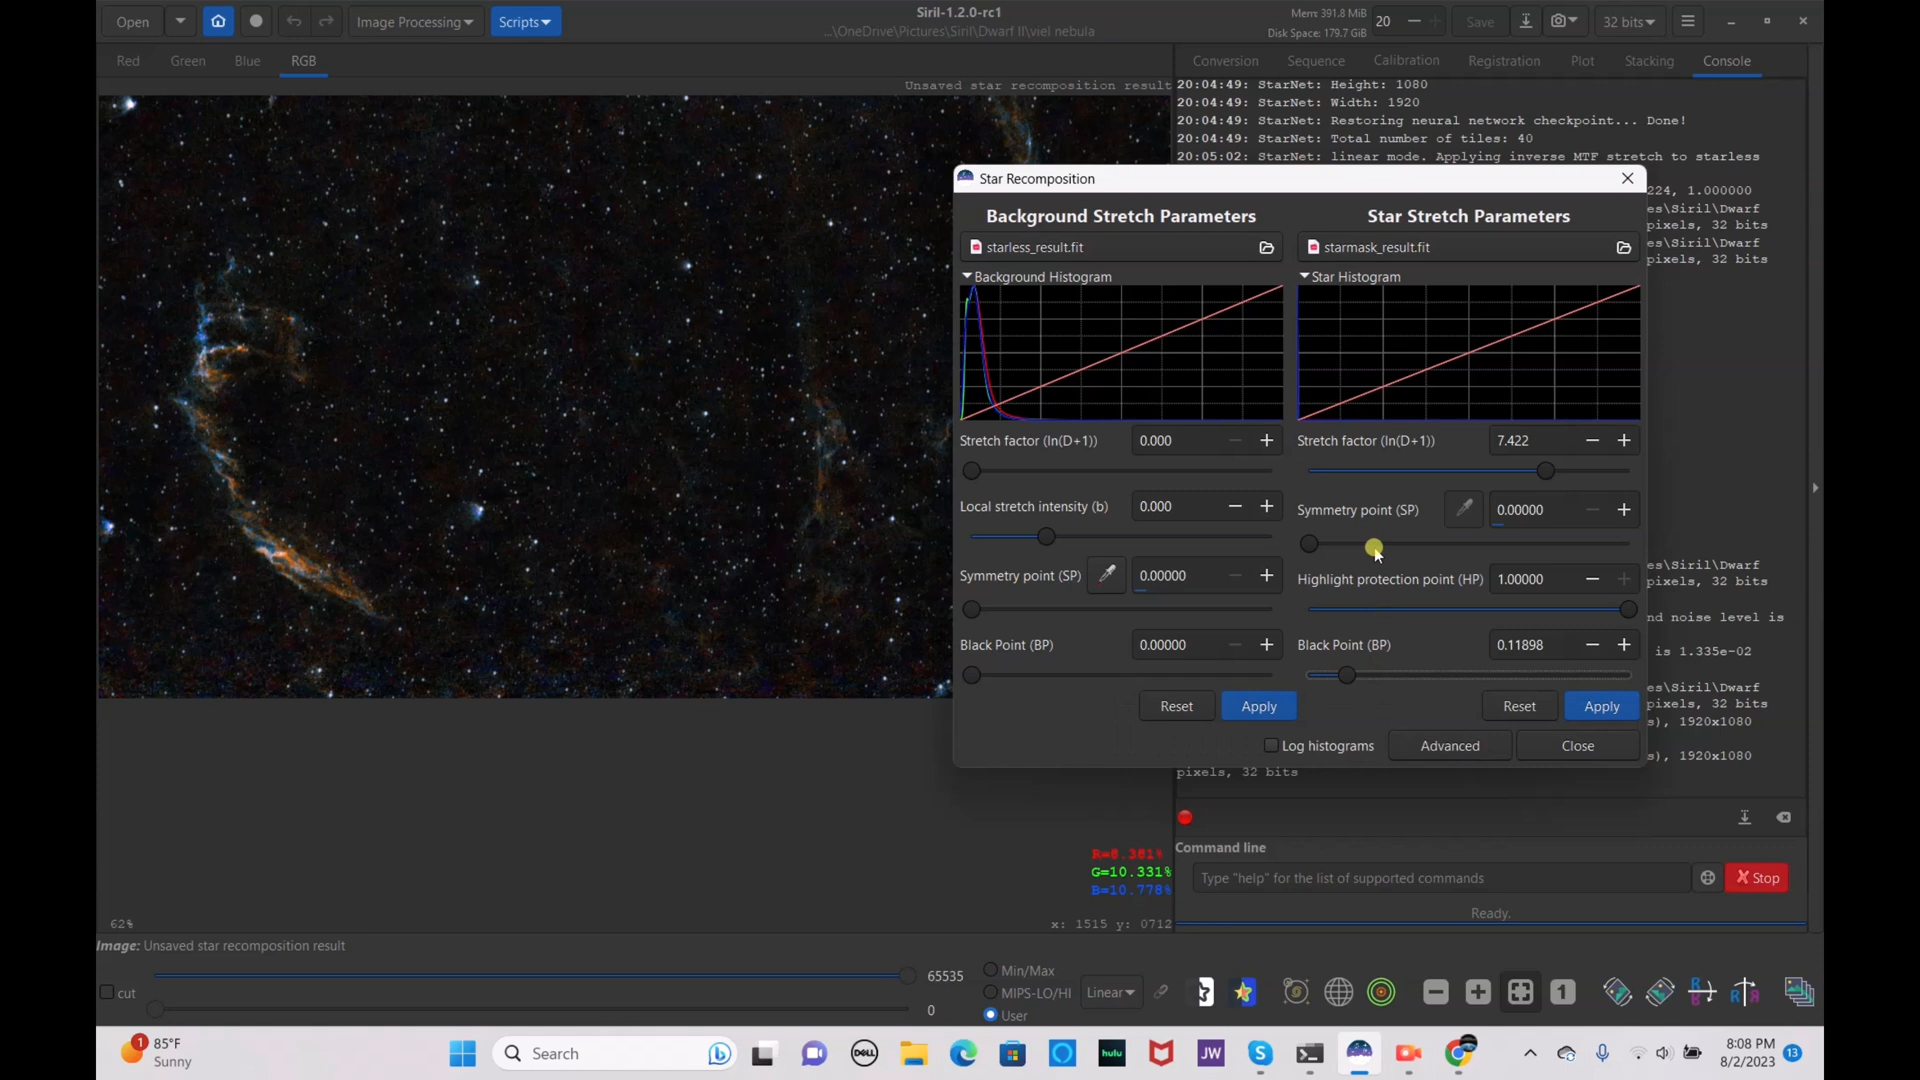 Open
Image Processing
Scripts
Siril-1.2.0-rc1
...\OneDrive\Pictures\Siril\Dwarf II\viel nebula
Mem: 391.8 MiB
Disk Space: 179.7 GiB
20
Save
32 bits
Red Green Blue RGB
Conversion Sequence Calibration Registration Plot Stacking Console
Unsaved star recomposition result
20:04:49: StarNet: Height: 1080
20:04:49: StarNet: Width: 1920
20:04:49: StarNet: Restoring neural network checkpoint... Done!
20:04:49: StarNet: Total number of tiles: 40
20:05:02: StarNet: linear mode. Applying inverse MTF stretch to starless
224, 1.000000
es\Siril\Dwarf
pixels, 32 bits
es\Siril\Dwarf
pixels, 32 bits
es\Siril\Dwarf
pixels, 32 bits
nd noise level is
is 1.335e-02
es\Siril\Dwarf
pixels, 32 bits
s), 1920x1080
s), 1920x1080
pixels, 32 bits
Star Recomposition
Background Stretch Parameters
starless_result.fit
Background Histogram
Stretch factor (ln(D+1)) 0.000
Local stretch intensity (b) 0.000
Symmetry point (SP) 0.00000
Black Point (BP) 0.00000
Reset Apply
Star Stretch Parameters
starmask_result.fit
Star Histogram
Stretch factor (ln(D+1)) 7.422
Symmetry point (SP) 0.00000
Highlight protection point (HP) 1.00000
Black Point (BP) 0.11898
Reset Apply
Log histograms Advanced Close
R=8.381%
G=10.331%
B=10.778%
62%
x: 1515 y: 0712
Command line
Type "help" for the list of supported commands
Stop
Ready.
Image: Unsaved star recomposition result
65535
cut
0
Min/Max
MIPS-LO/HI
User
Linear
1
1
85°F
Sunny
Search
DELL
hulu
JW
8:08 PM
8/2/2023
13